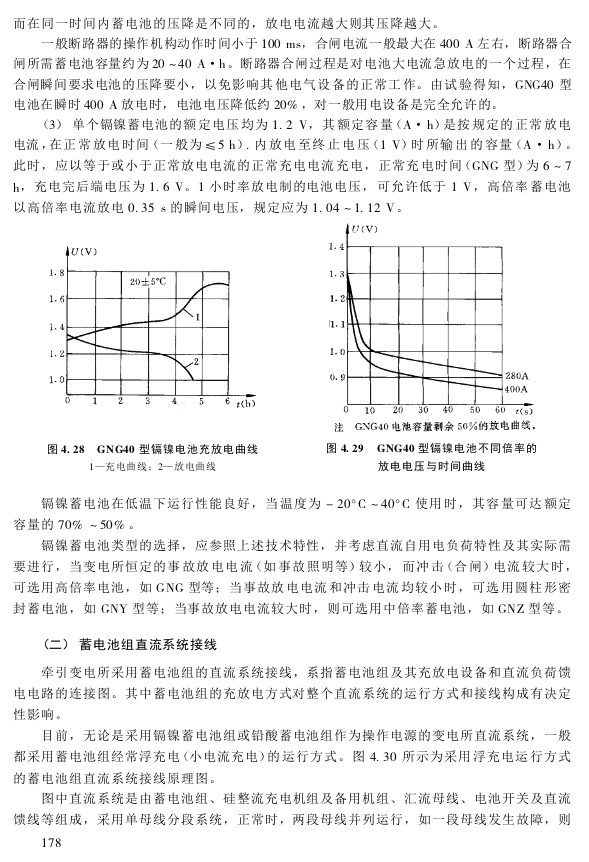 而在同一时间内蓄电池的压降是不同的，放电电流越大则其压降越大。
一般断路器的操作机构动作时间小于 100 ms，合闸电流一般最大在 400 A 左右，断路器合
闸所需蓄电池容量约为 20 ~ 40 A·h。断路器合闸过程是对电池大电流急放电的一个过程，在
合闸瞬间要求电池的压降要小，以免影响其他电气设备的正常工作。由试验得知，GNG40 型
电池在瞬时 400 A 放电时，电池电压降低约 20%，对一般用电设备是完全允许的。
（3） 单个镉镍蓄电池的额定电压均为 1. 2 V，其额定容量(A·h)是按规定的正常放电
电流，在正常放电时间（一般为≤5 h）. 内放电至终止电压(1 V)时所输出的容量(A·h)。
此时，应以等于或小于正常放电电流的正常充电电流充电，正常充电时间(GNG 型)为 6 ~ 7
h，充电完后端电压为 1. 6 V。1 小时率放电制的电池电压，可允许低于 1 V，高倍率蓄电池
以高倍率电流放电 0. 35 s 的瞬间电压，规定应为 1. 04 ~ 1. 12 V。
U(V)
1. 8
1. 6
1. 4
1. 2
1. 0
20±5℃
1
2
0 1 2 3 4 5 6 t(h)
图 4. 28 GNG40 型镉镍电池充放电曲线
1—充电曲线；2—放电曲线
U(V)
1. 4
1. 3
1. 2
1. 1
1. 0
0. 9
280A
400A
0 10 20 30 40 50 60 t(s)
注 GNG40 电池容量剩余 50%的放电曲线。
图 4. 29 GNG40 型镉镍电池不同倍率的
放电电压与时间曲线
镉镍蓄电池在低温下运行性能良好，当温度为 - 20°C ~ 40°C 使用时，其容量可达额定
容量的 70% ~ 50%。
镉镍蓄电池类型的选择，应参照上述技术特性，并考虑直流自用电负荷特性及其实际需
要进行，当变电所恒定的事故放电电流(如事故照明等)较小，而冲击(合闸)电流较大时，
可选用高倍率电池，如 GNG 型等；当事故放电电流和冲击电流均较小时，可选用圆柱形密
封蓄电池，如 GNY 型等；当事故放电电流较大时，则可选用中倍率蓄电池，如 GNZ 型等。
（二） 蓄电池组直流系统接线
牵引变电所采用蓄电池组的直流系统接线，系指蓄电池组及其充放电设备和直流负荷馈
电电路的连接图。其中蓄电池组的充放电方式对整个直流系统的运行方式和接线构成有决定
性影响。
目前，无论是采用镉镍蓄电池组或铅酸蓄电池组作为操作电源的变电所直流系统，一般
都采用蓄电池组经常浮充电(小电流充电)的运行方式。图 4. 30 所示为采用浮充电运行方式
的蓄电池组直流系统接线原理图。
图中直流系统是由蓄电池组、硅整流充电机组及备用机组、汇流母线、电池开关及直流
馈线等组成，采用单母线分段系统，正常时，两段母线并列运行，如一段母线发生故障，则
178